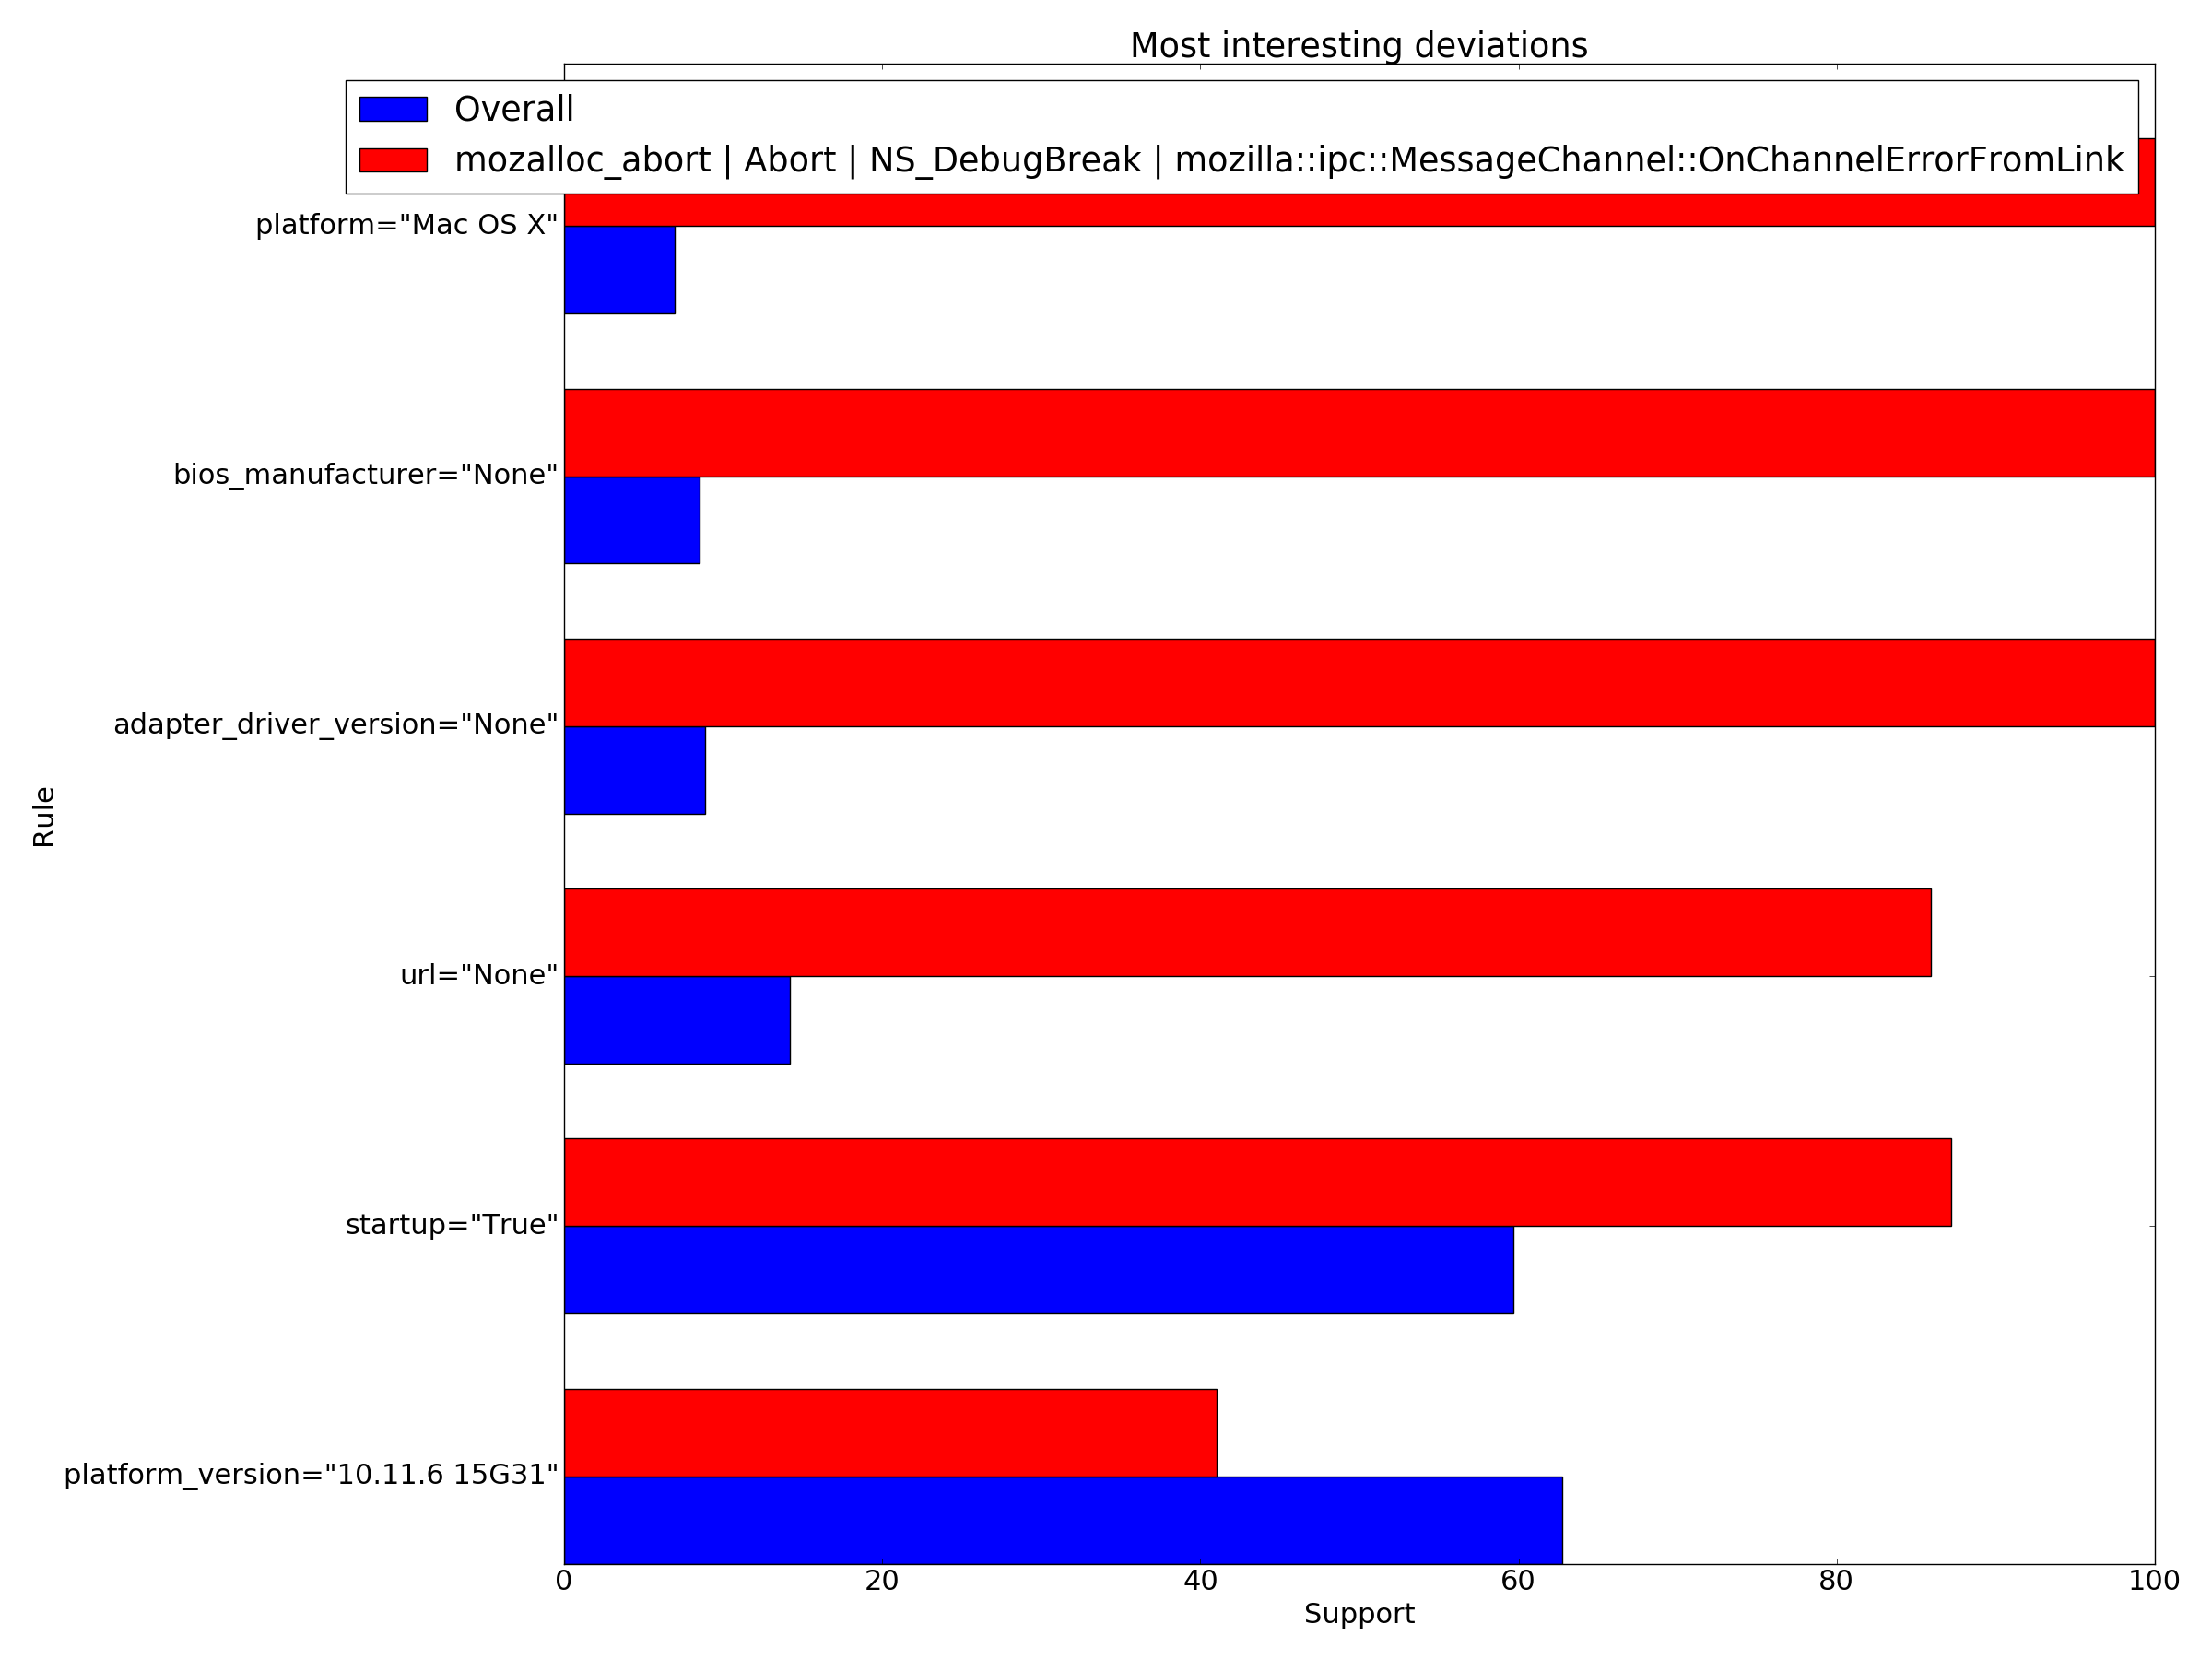 Most interesting deviations
Overall
mozalloc_abort | Abort | NS_DebugBreak | mozilla::ipc::MessageChannel::OnChannelErrorFromLink
platform="Mac OS X"
bios_manufacturer="None"
adapter_driver_version="None"
Rule
url="None"
startup="True"
platform_version="10.11.6 15G31"
0 20 40 60 80 100
Support